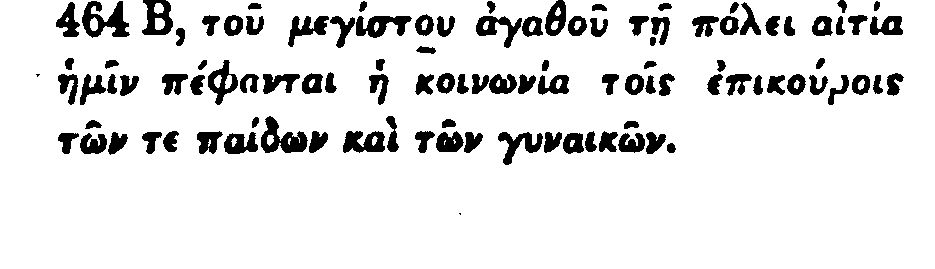 464 B, τοῦ μεγίστου ἀγαθοῦ τῇ πόλει αἰτία
ἡμῖν πέφανται ἡ κοινωνία τοῖς ἐπικούροις
τῶν τε παίδων καὶ τῶν γυναικῶν.